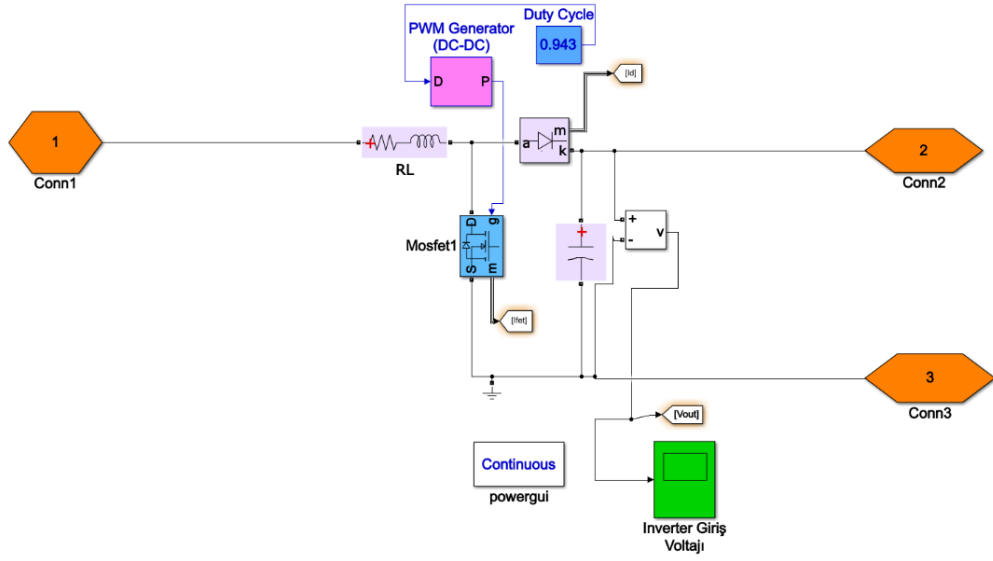 Duty Cycle
PWM Generator
(DC-DC)
0.943
D
P
[Id]
1
Conn1
RL
a
m
k
2
Conn2
D
g
Mosfet1
S
m
[Ifet]
+
-
v
3
Conn3
[Vout]
Continuous
powergui
Inverter Giriş
Voltajı